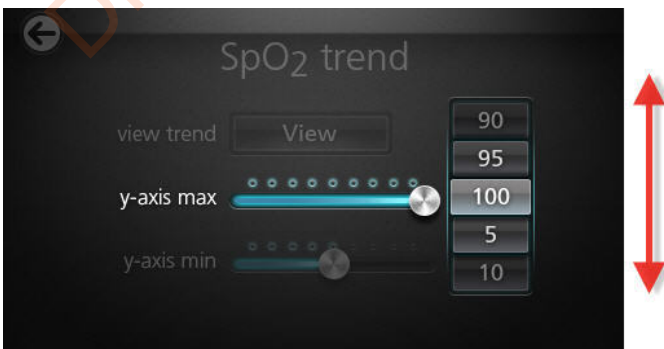 SpO2 trend
view trend View
90
95
y-axis max 100
5
y-axis min 10